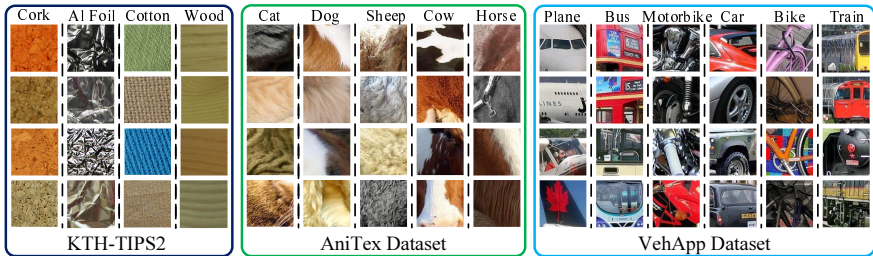 Cork Al Foil Cotton Wood
KTH-TIPS2
Cat Dog Sheep Cow Horse
AniTex Dataset
Plane Bus Motorbike Car Bike Train
LINES
VehApp Dataset